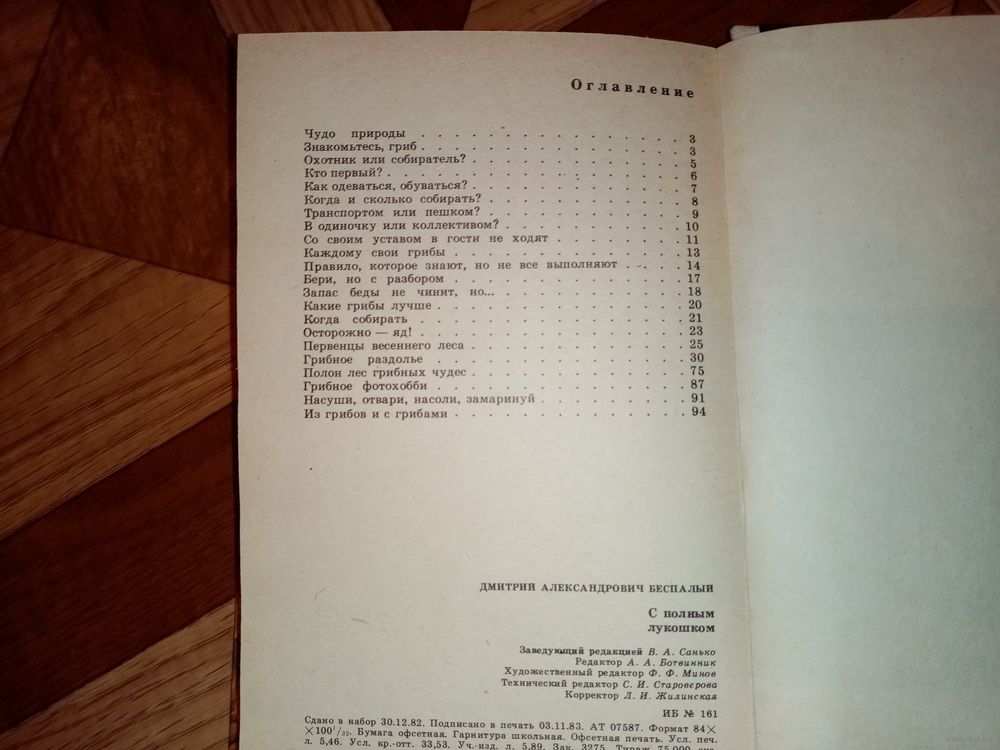 Оглавление
Чудо природы . . . . . . . . . . . . . . . . 3
Знакомьтесь, гриб . . . . . . . . . . . . . . . . 3
Охотник или собиратель? . . . . . . . . . . . . . 5
Кто первый? . . . . . . . . . . . . . . . . . 6
Как одеваться, обуваться? . . . . . . . . . . . . . 7
Когда и сколько собирать? . . . . . . . . . . . . 8
Транспортом или пешком? . . . . . . . . . . . . 9
В одиночку или коллективом? . . . . . . . . . . . 10
Со своим уставом в гости не ходят . . . . . . . . 11
Каждому свои грибы . . . . . . . . . . . . . . 13
Правило, которое знают, но не все выполняют . . . . 14
Бери, но с разбором . . . . . . . . . . . . . . 17
Запас беды не чинит, но... . . . . . . . . . . . . 18
Какие грибы лучше . . . . . . . . . . . . . . . 20
Когда собирать . . . . . . . . . . . . . . . . 21
Осторожно — яд! . . . . . . . . . . . . . . . . 23
Первенцы весеннего леса . . . . . . . . . . . . . 25
Грибное раздолье . . . . . . . . . . . . . . . 30
Полон лес грибных чудес . . . . . . . . . . . . . 75
Грибное фотохобби . . . . . . . . . . . . . . . 87
Насуши, отвари, насоли, замаринуй . . . . . . . . . 91
Из грибов и с грибами . . . . . . . . . . . . . . 94
ДМИТРИЙ АЛЕКСАНДРОВИЧ БЕСПАЛЫЙ
С полным
лукошком
Заведующий редакцией В. А. Санько
Редактор А. А. Ботвинник
Художественный редактор Ф. Ф. Минов
Технический редактор С. И. Староверова
Корректор Л. И. Жилинская
ИБ № 161
Сдано в набор 30.12.82. Подписано в печать 03.11.83. АТ 07587. Формат 84×
×100¹/₃₂. Бумага офсетная. Гарнитура школьная. Офсетная печать. Усл. печ.
л. 5,46. Усл. кр.-отт. 33,53. Уч.-изд. л. 5,89. Зак. 3275. Тираж 75 000 экз.